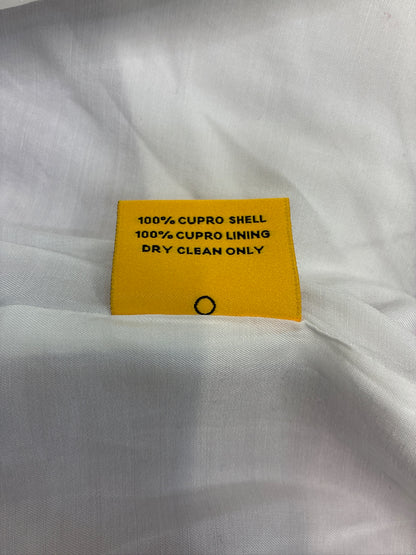 100% CUPRO SHELL
100% CUPRO LINING
DRY CLEAN ONLY